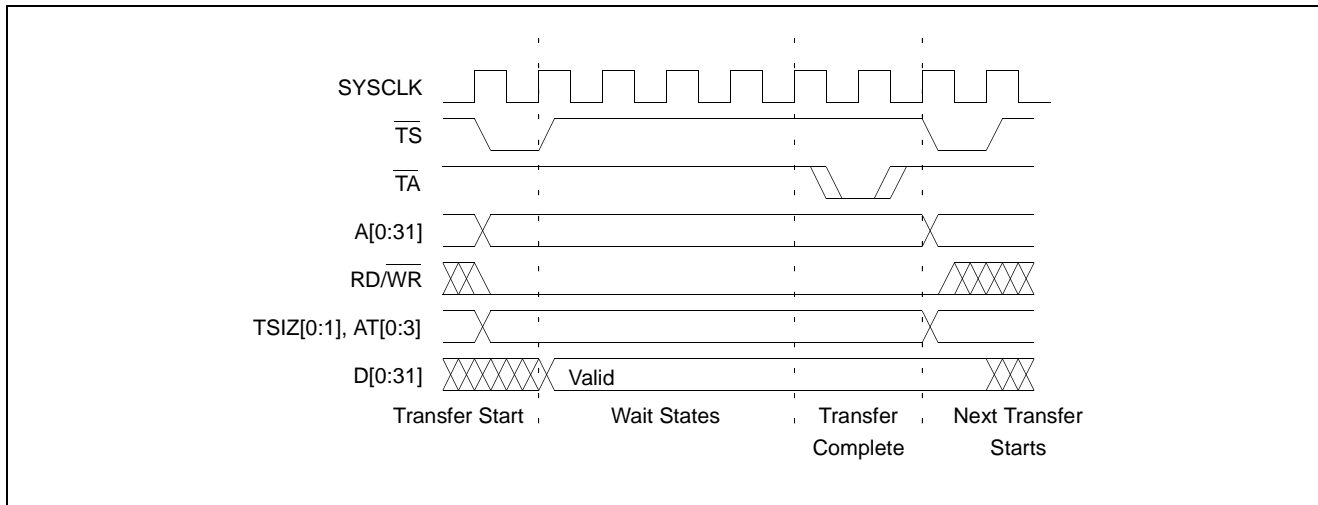 SYSCLK
TS
TA
A[0:31]
RD/WR
TSIZ[0:1], AT[0:3]
D[0:31]
Valid
Transfer Start
Wait States
Transfer
Complete
Next Transfer
Starts